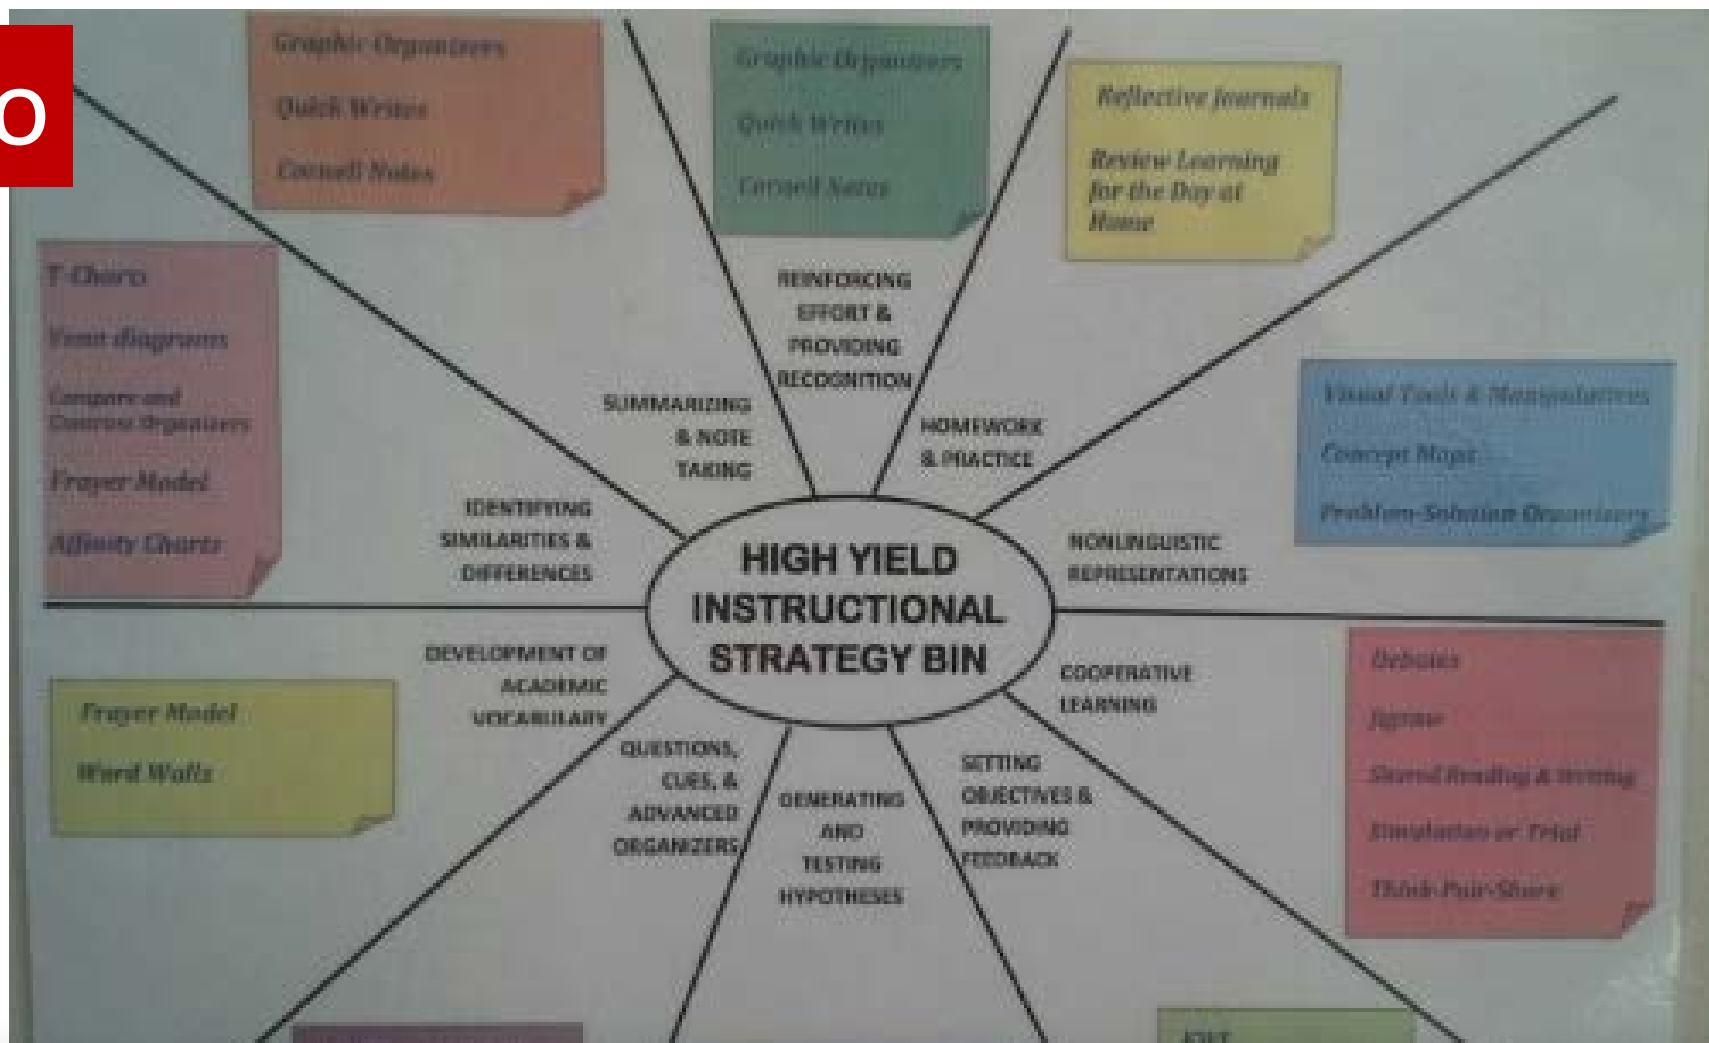 o
Graphic Organizers
Quick Writes
Cornell Notes
Graphic Organizers
Quick Writes
Cornell Notes
Reflective Journals
Review Learning
for the Day at
Home
T-Charts
Venn diagrams
Compare and
Contrast Organizers
Frayer Model
Affinity Charts
SUMMARIZING
& NOTE
TAKING
REINFORCING
EFFORT &
PROVIDING
RECOGNITION
HOMEWORK
& PRACTICE
Visual Tools & Manipulatives
Concept Maps
Problem-Solution Organizers
IDENTIFYING
SIMILARITIES &
DIFFERENCES
HIGH YIELD
INSTRUCTIONAL
STRATEGY BIN
NONLINGUISTIC
REPRESENTATIONS
DEVELOPMENT OF
ACADEMIC
VOCABULARY
COOPERATIVE
LEARNING
Frayer Model
Word Walls
Debates
Jigsaw
Shared Reading & Writing
Simulation or Trial
Think-Pair-Share
QUESTIONS,
CUES, &
ADVANCED
ORGANIZERS
GENERATING
AND
TESTING
HYPOTHESES
SETTING
OBJECTIVES &
PROVIDING
FEEDBACK